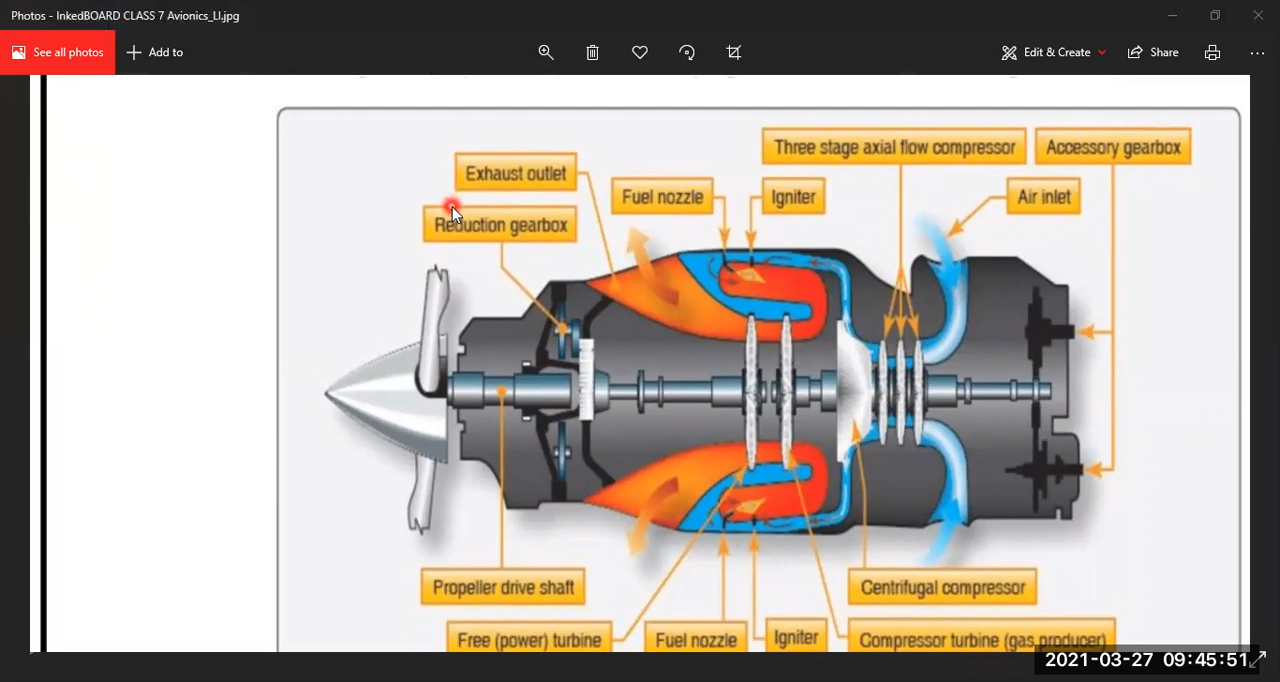 Photos - InkedBOARD CLASS 7 Avionics_LI.jpg
See all photos
Add to
Edit & Create
Share
Three stage axial flow compressor
Accessory gearbox
Exhaust outlet
Fuel nozzle
Igniter
Air inlet
Reduction gearbox
Propeller drive shaft
Centrifugal compressor
Free (power) turbine
Fuel nozzle
Igniter
Compressor turbine (gas producer)
2021-03-27 09:45:51